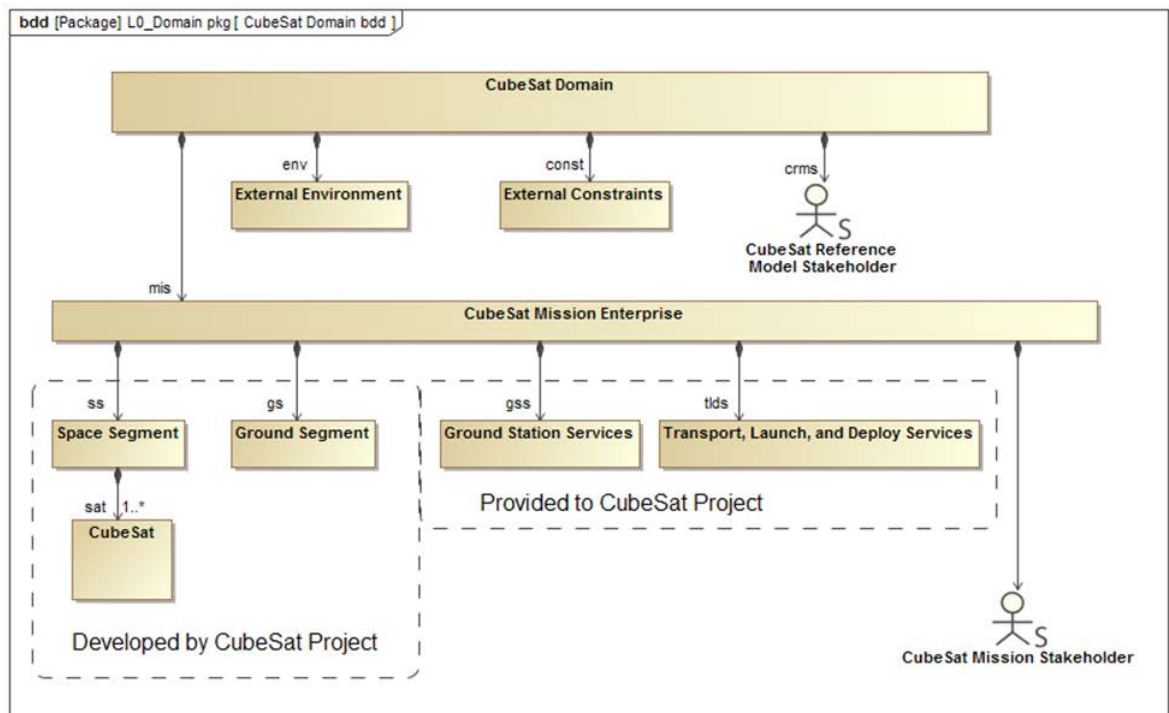 bdd [Package] L0_Domain pkg [ CubeSat Domain bdd ]
CubeSat Domain
env
const
crms
External Environment
External Constraints
S
CubeSat Reference
Model Stakeholder
mis
CubeSat Mission Enterprise
ss
gs
gss
tlds
Space Segment
Ground Segment
Ground Station Services
Transport, Launch, and Deploy Services
sat 1..*
Provided to CubeSat Project
CubeSat
Developed by CubeSat Project
S
CubeSat Mission Stakeholder